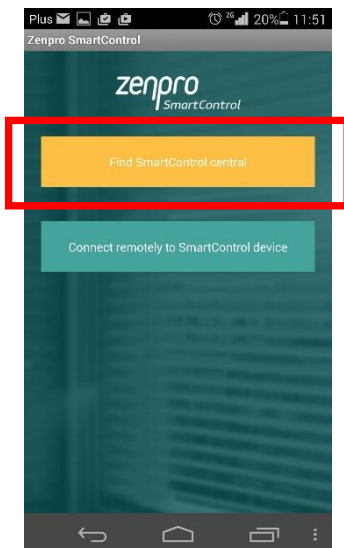 Plus 2G 20% 11:51
Zenpro SmartControl
zenpro
SmartControl
Find SmartControl central
Connect remotely to SmartControl device